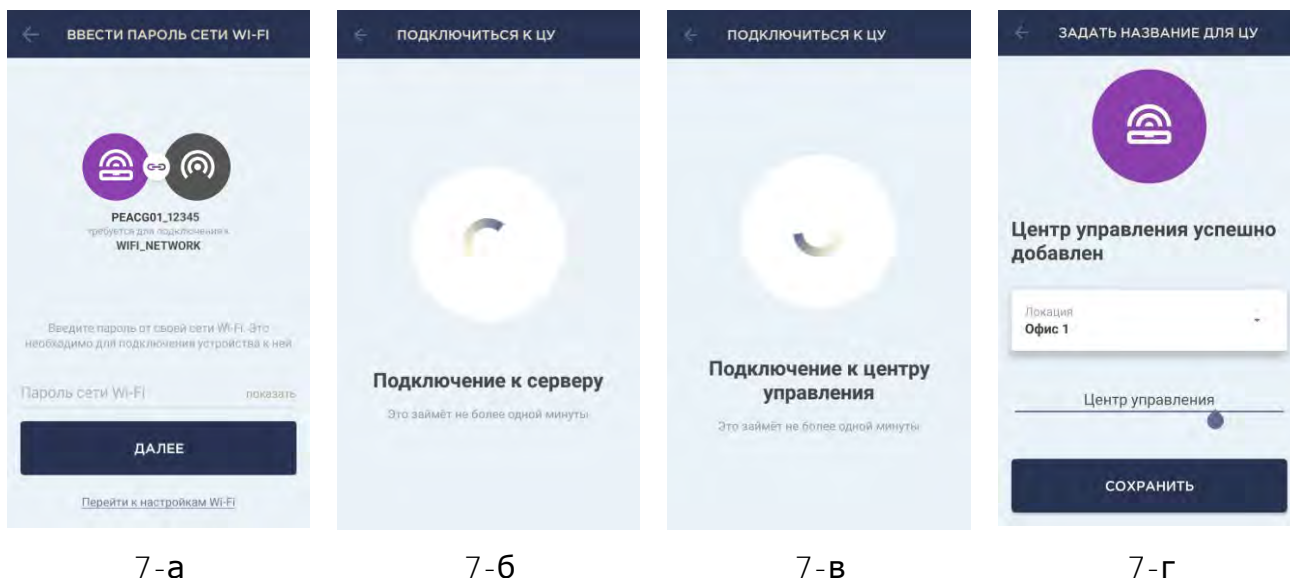 ВВЕСТИ ПАРОЛЬ СЕТИ WI-FI
PEACG01_12345
требуется для подключения к
WIFI_NETWORK
Введите пароль от своей сети Wi-Fi. Это
необходимо для подключения устройства к ней
Пароль сети Wi-Fi показать
ДАЛЕЕ
Перейти к настройкам Wi-Fi
7-а
ПОДКЛЮЧИТЬСЯ К ЦУ
Подключение к серверу
Это займёт не более одной минуты
7-б
ПОДКЛЮЧИТЬСЯ К ЦУ
Подключение к центру
управления
Это займёт не более одной минуты
7-в
ЗАДАТЬ НАЗВАНИЕ ДЛЯ ЦУ
Центр управления успешно
добавлен
Локация
Офис 1
Центр управления
СОХРАНИТЬ
7-г